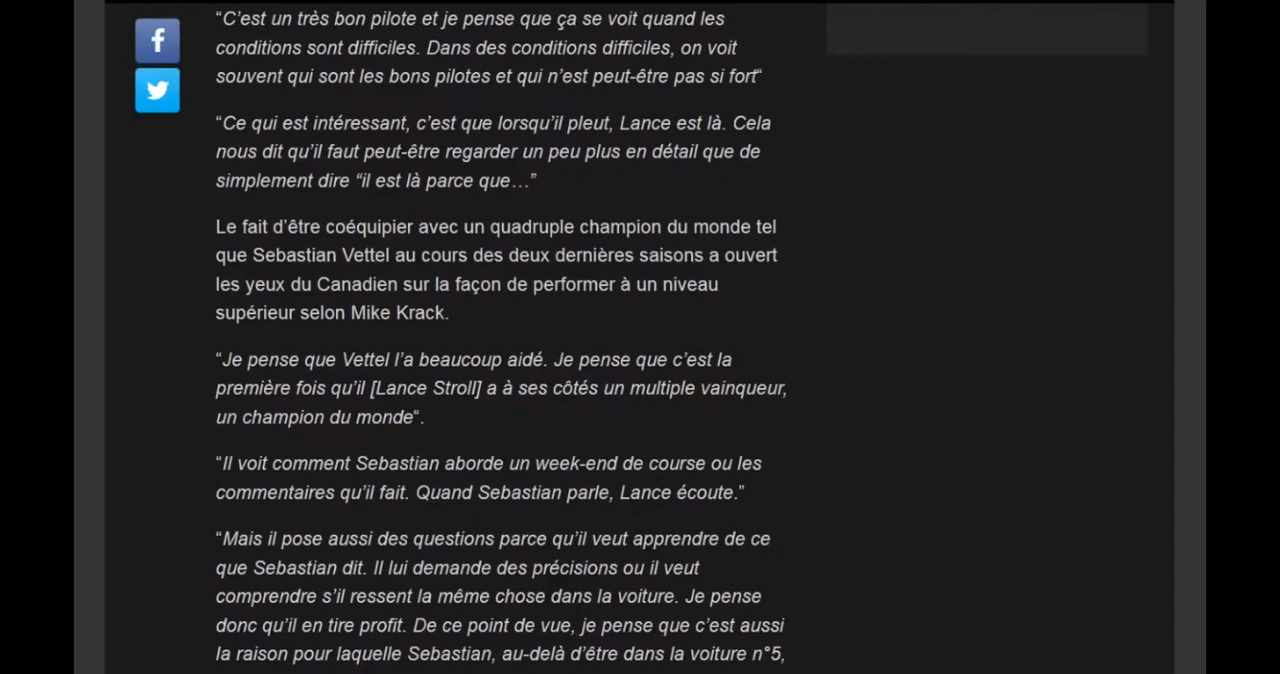 “C’est un très bon pilote et je pense que ça se voit quand les
conditions sont difficiles. Dans des conditions difficiles, on voit
souvent qui sont les bons pilotes et qui n’est peut-être pas si fort“
“Ce qui est intéressant, c’est que lorsqu’il pleut, Lance est là. Cela
nous dit qu’il faut peut-être regarder un peu plus en détail que de
simplement dire “il est là parce que…”
Le fait d’être coéquipier avec un quadruple champion du monde tel
que Sebastian Vettel au cours des deux dernières saisons a ouvert
les yeux du Canadien sur la façon de performer à un niveau
supérieur selon Mike Krack.
“Je pense que Vettel l’a beaucoup aidé. Je pense que c’est la
première fois qu’il [Lance Stroll] a à ses côtés un multiple vainqueur,
un champion du monde“.
“Il voit comment Sebastian aborde un week-end de course ou les
commentaires qu’il fait. Quand Sebastian parle, Lance écoute.”
“Mais il pose aussi des questions parce qu’il veut apprendre de ce
que Sebastian dit. Il lui demande des précisions ou il veut
comprendre s’il ressent la même chose dans la voiture. Je pense
donc qu’il en tire profit. De ce point de vue, je pense que c’est aussi
la raison pour laquelle Sebastian, au-delà d’être dans la voiture n°5,